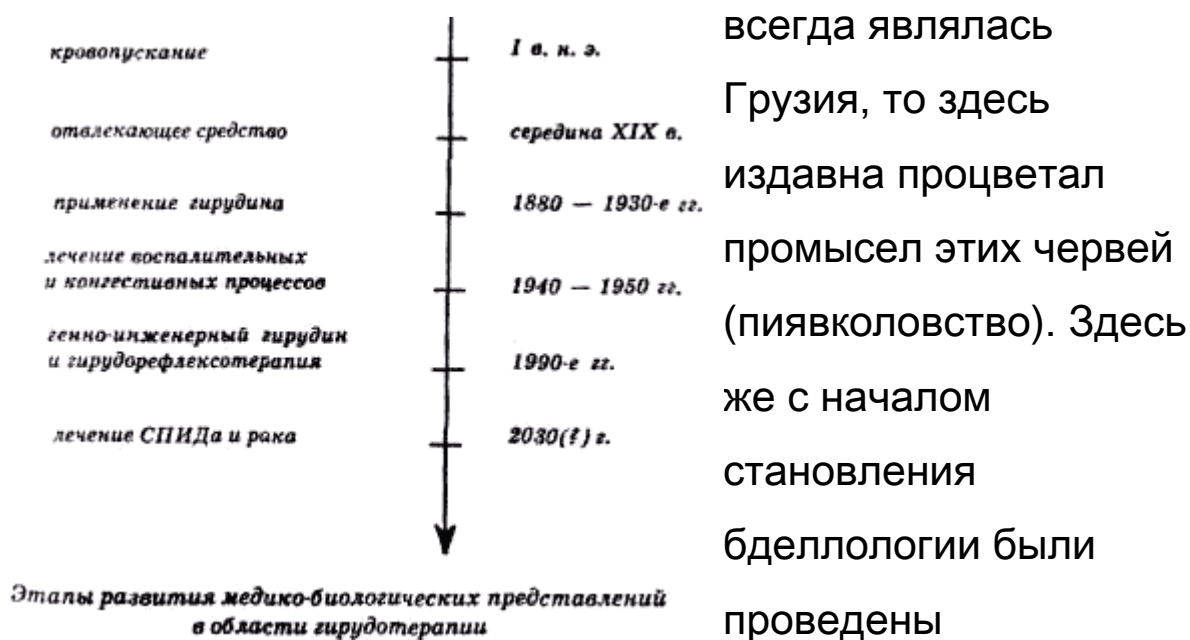 кровопускание I в. н. э.
отвлекающее средство середина XIX в.
применение гирудина 1880 — 1930-е гг.
лечение воспалительных
и конгестивных процессов 1940 — 1950 гг.
генно-инженерный гирудин
и гирудорефлексотерапия 1990-е гг.
лечение СПИДа и рака 2030(?) г.
Этапы развития медико-биологических представлений
в области гирудотерапии
всегда являлась
Грузия, то здесь
издавна процветал
промысел этих червей
(пиявколовство). Здесь
же с началом
становления
бделлологии были
проведены